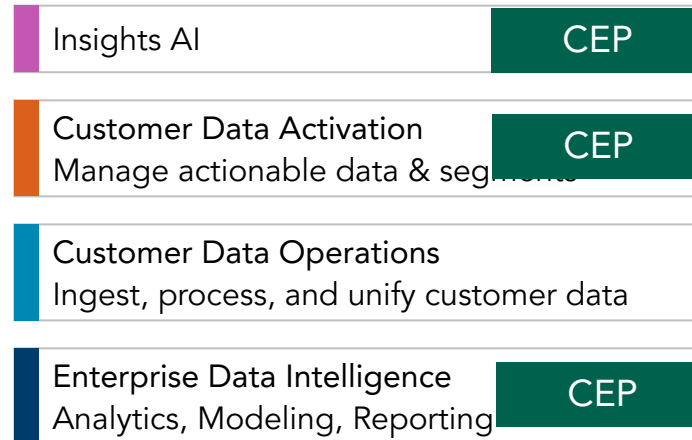 Insights AI CEP
Customer Data Activation
CEP
Manage actionable data & segments
Customer Data Operations
Ingest, process, and unify customer data
Enterprise Data Intelligence
CEP
Analytics, Modeling, Reporting